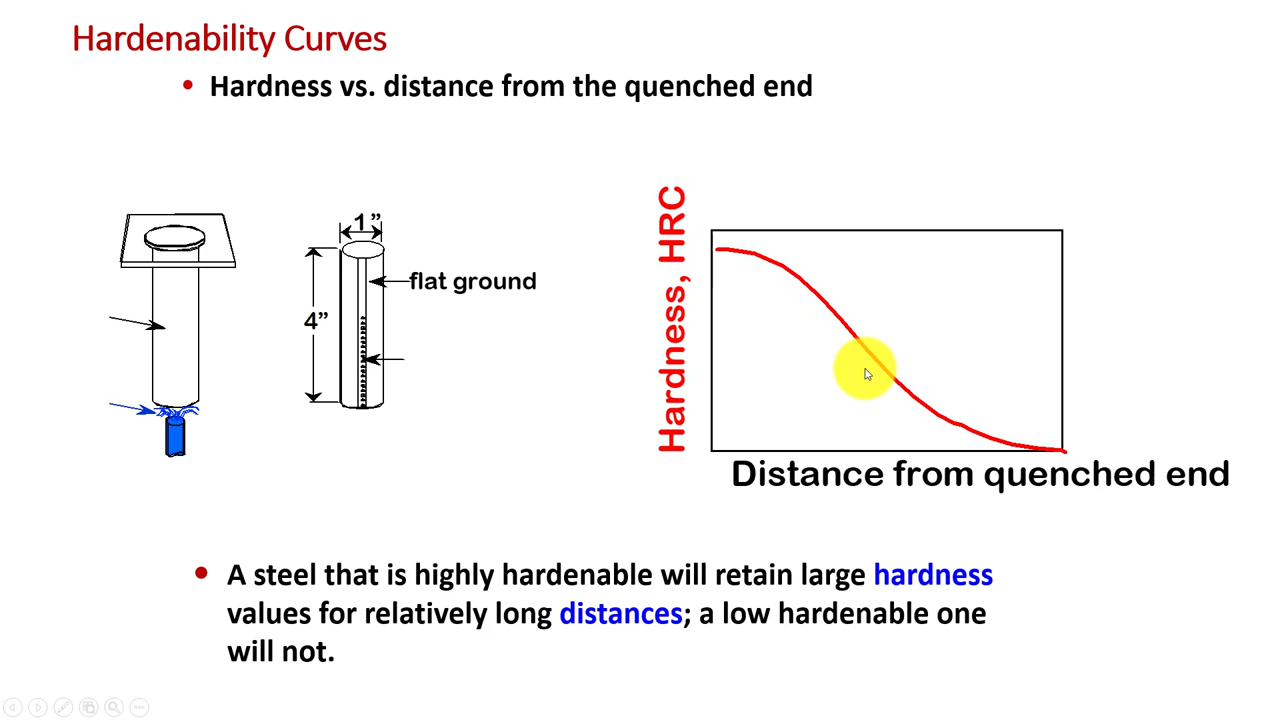 Hardenability Curves
• Hardness vs. distance from the quenched end
1”
flat ground
4”
Hardness, HRC
Distance from quenched end
• A steel that is highly hardenable will retain large hardness
values for relatively long distances; a low hardenable one
will not.